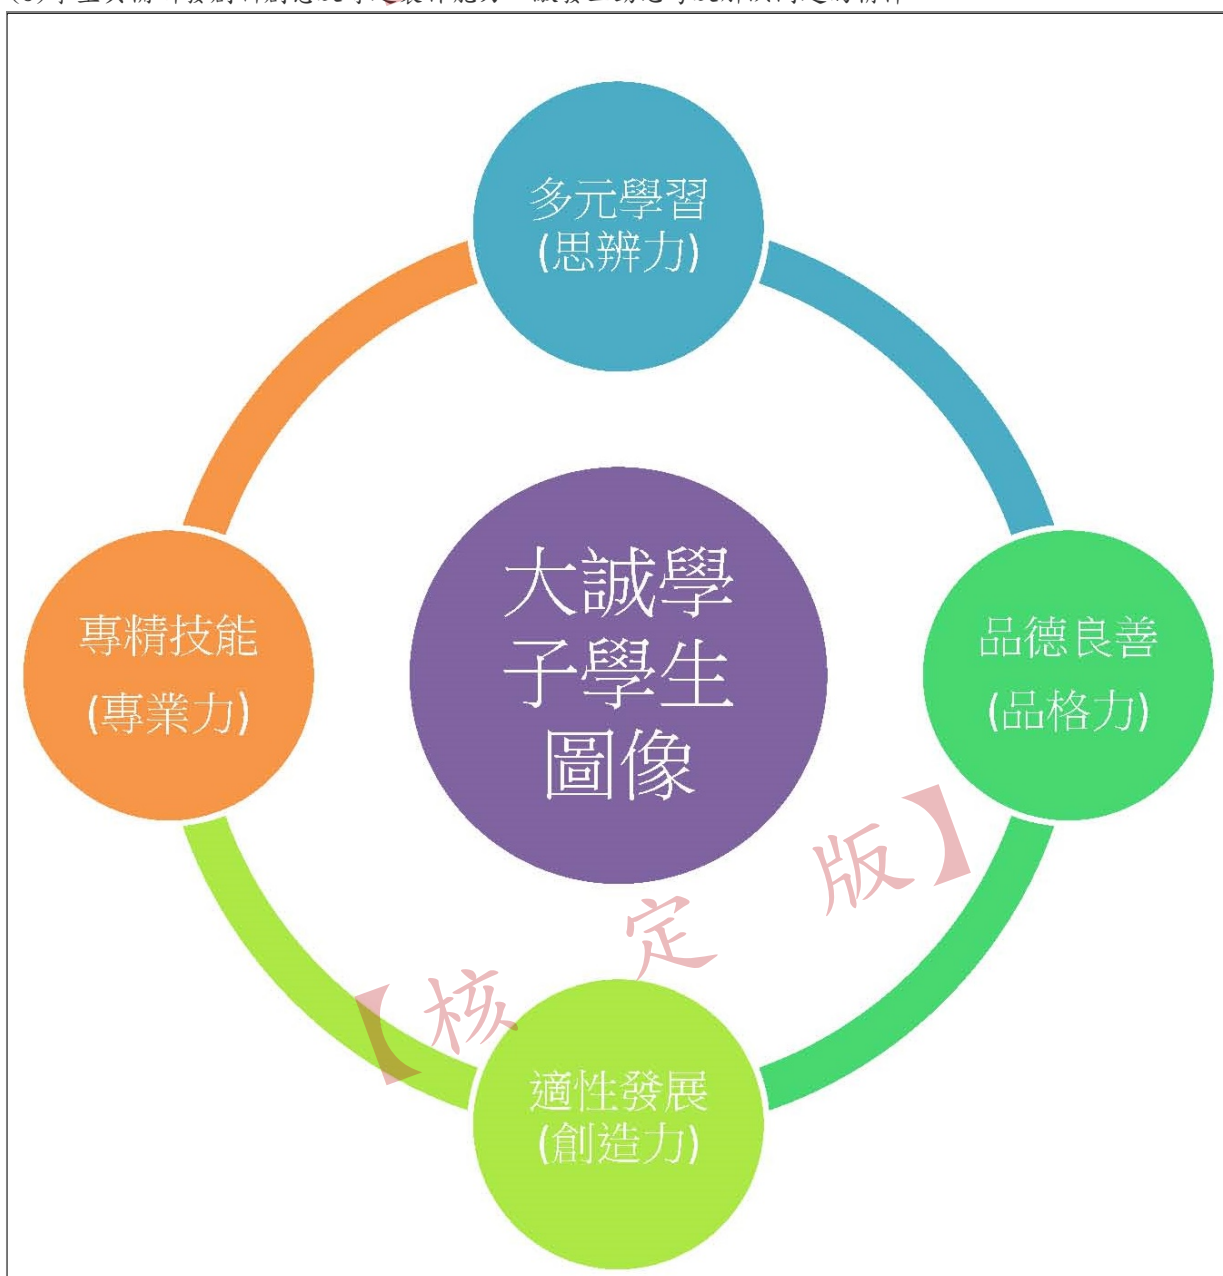 多元學習
(思辨力)
大誠學
子學生
圖像
專精技能
(專業力)
品德良善
(品格力)
適性發展
(創造力)
【核定版】